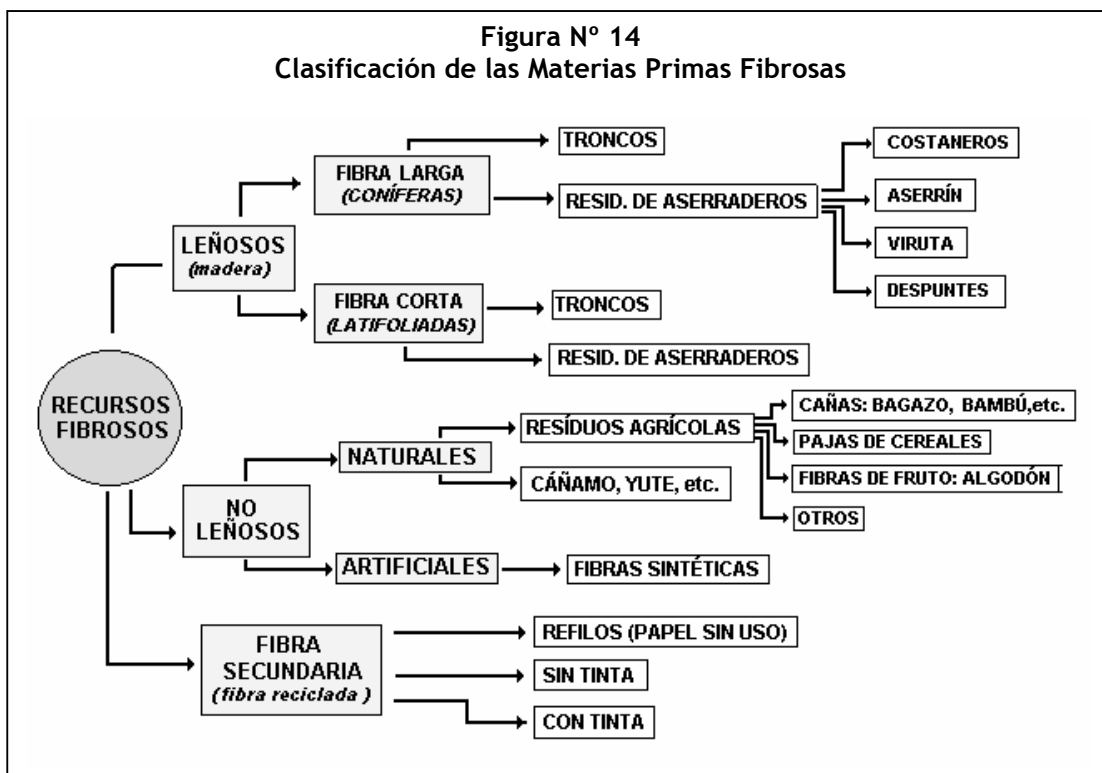 Figura Nº 14
Clasificación de las Materias Primas Fibrosas
RECURSOS
FIBROSOS
LEÑOSOS
(madera)
FIBRA LARGA
(CONÍFERAS)
TRONCOS
RESID. DE ASERRADEROS
COSTANEROS
ASERRÍN
VIRUTA
DESPUNTES
FIBRA CORTA
(LATIFOLIADAS)
TRONCOS
RESID. DE ASERRADEROS
NO
LEÑOSOS
NATURALES
RESÍDUOS AGRÍCOLAS
CAÑAS: BAGAZO, BAMBÚ,etc.
PAJAS DE CEREALES
FIBRAS DE FRUTO: ALGODÓN
OTROS
CÁÑAMO, YUTE, etc.
ARTIFICIALES
FIBRAS SINTÉTICAS
FIBRA
SECUNDARIA
(fibra reciclada )
REFILOS (PAPEL SIN USO)
SIN TINTA
CON TINTA